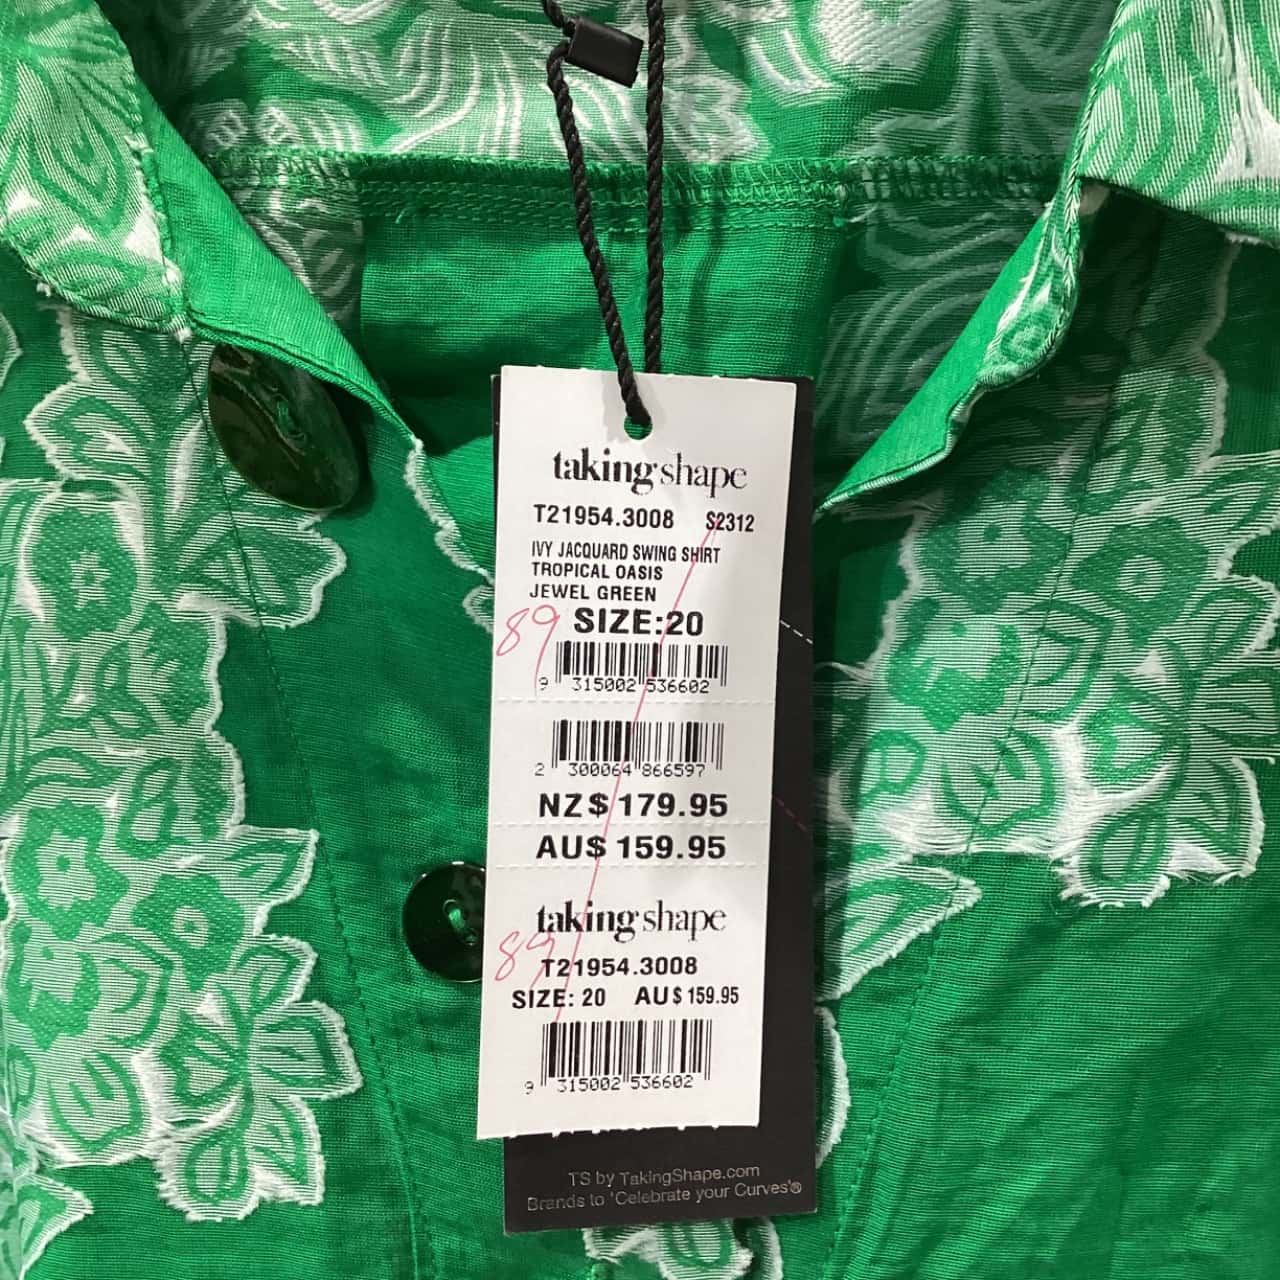 taking shape
T21954.3008 S2312
IVY JACQUARD SWING SHIRT
TROPICAL OASIS
JEWEL GREEN
89 SIZE:20
9 315002 536602
2 300064 866597
NZ$ 179.95
AU$ 159.95
taking shape
89 T21954.3008
SIZE: 20 AU$ 159.95
9 315002 536602
TS by TakingShape.com
Brands to 'Celebrate your Curves'®